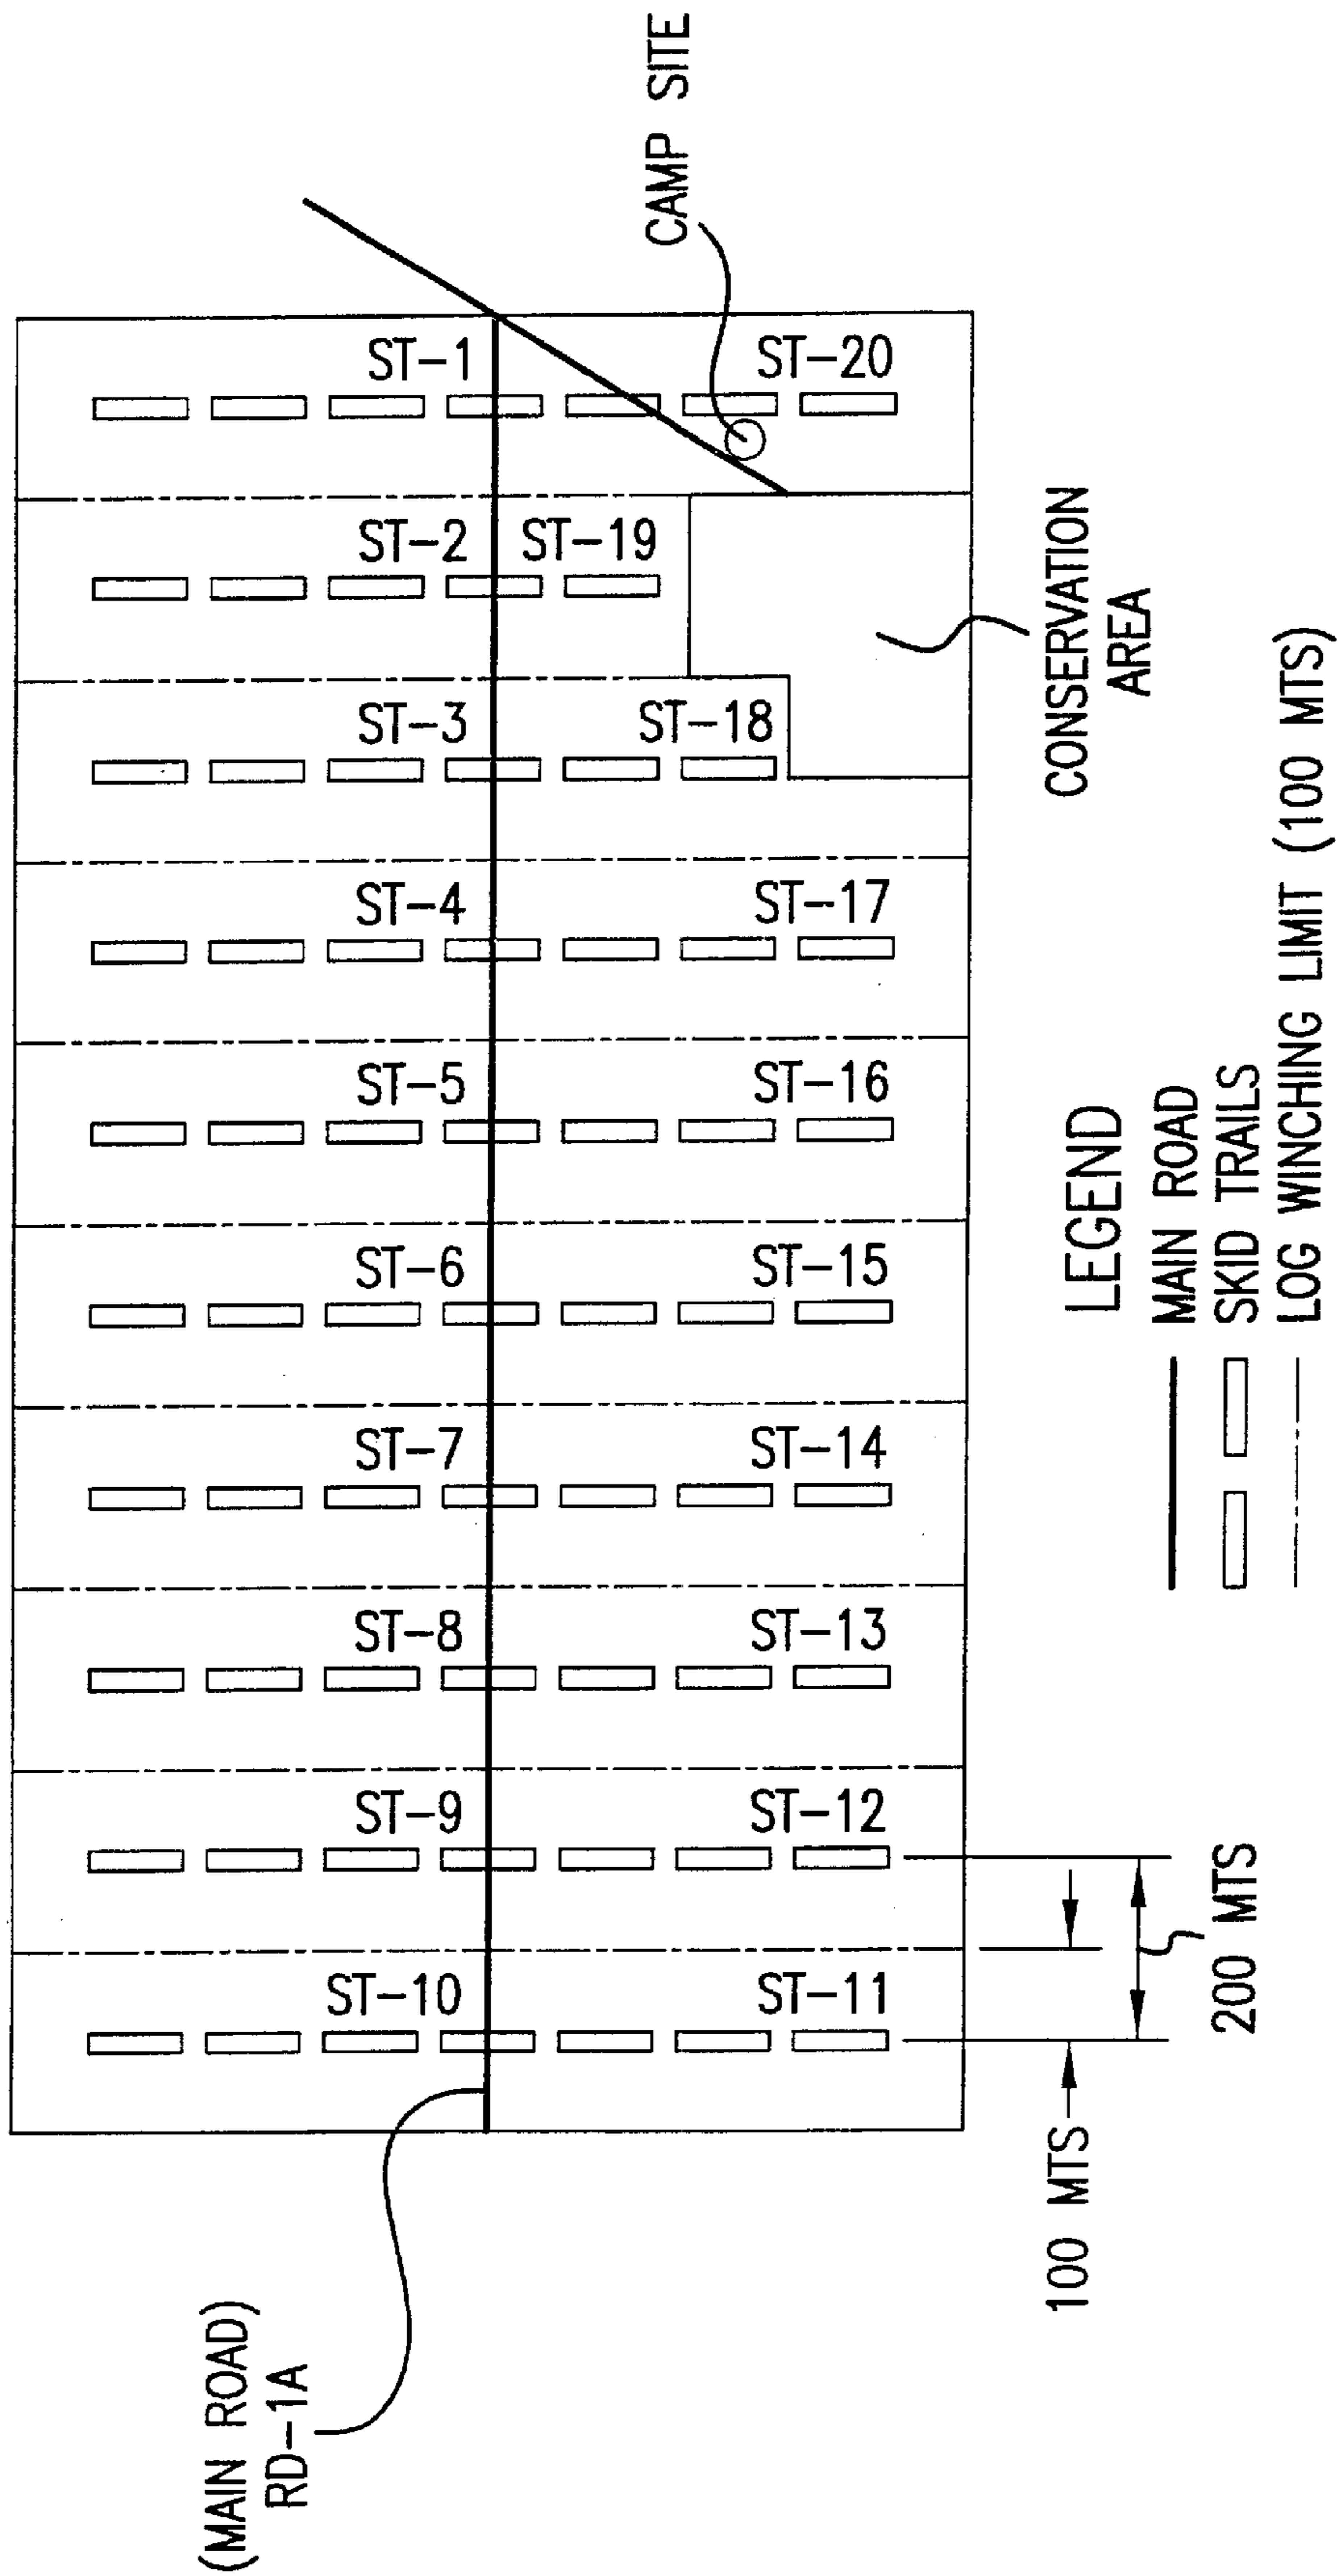 (MAIN ROAD)
RD-1A
ST-10
ST-9
ST-8
ST-7
ST-6
ST-5
ST-4
ST-3
ST-2
ST-1
ST-11
ST-12
ST-13
ST-14
ST-15
ST-16
ST-17
ST-18
ST-19
ST-20
CAMP SITE
100 MTS
200 MTS
CONSERVATION
AREA
LEGEND
MAIN ROAD
SKID TRAILS
LOG WINCHING LIMIT (100 MTS)